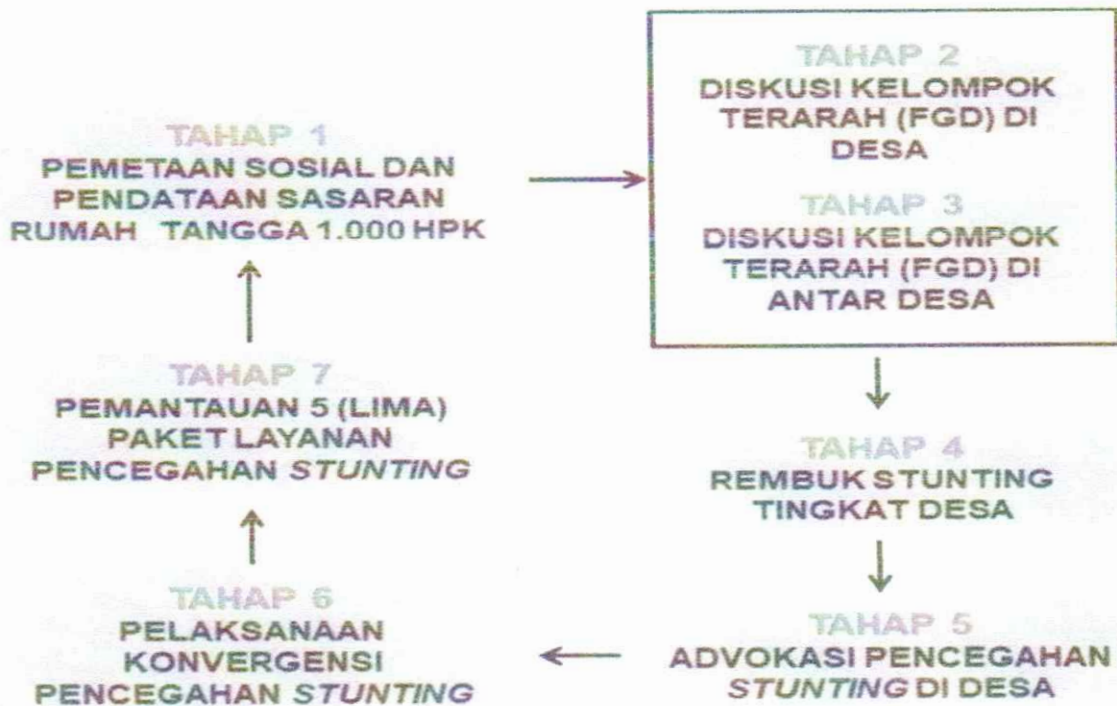 TAHAP 1
PEMETAAN SOSIAL DAN
PENDATAAN SASARAN
RUMAH TANGGA 1.000 HPK
TAHAP 2
DISKUSI KELOMPOK
TERARAH (FGD) DI
DESA
TAHAP 3
DISKUSI KELOMPOK
TERARAH (FGD) DI
ANTAR DESA
TAHAP 4
REMBUK STUNTING
TINGKAT DESA
TAHAP 5
ADVOKASI PENCEGAHAN
STUNTING DI DESA
TAHAP 6
PELAKSANAAN
KONVERGENSI
PENCEGAHAN STUNTING
TAHAP 7
PEMANTAUAN 5 (LIMA)
PAKET LAYANAN
PENCEGAHAN STUNTING